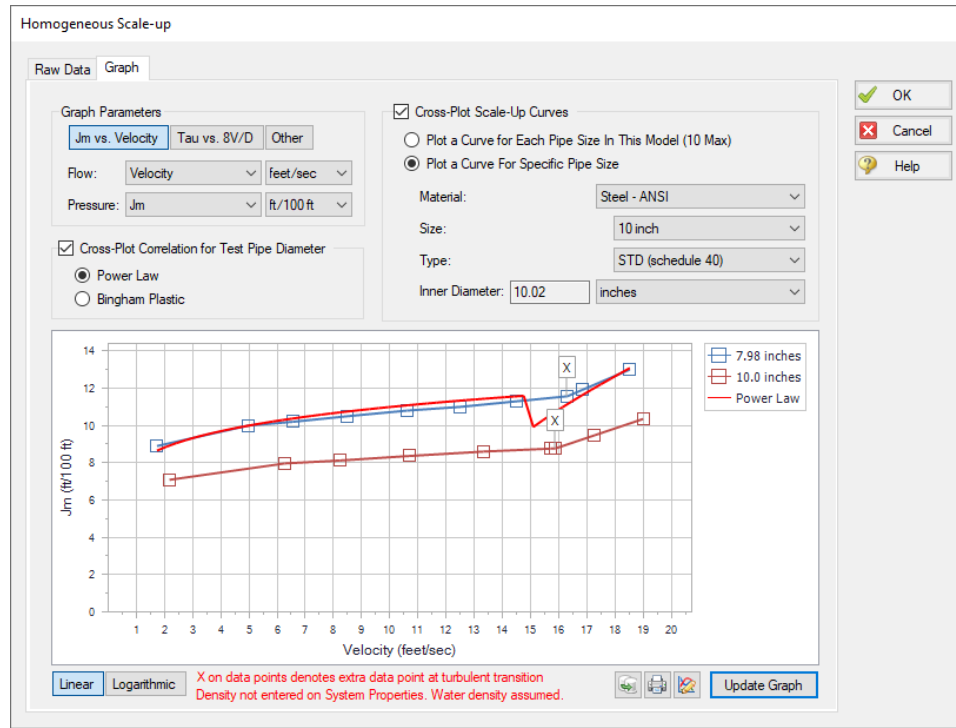 Homogeneous Scale-up
Raw Data
Graph
Graph Parameters
Jm vs. Velocity
Tau vs. 8V/D
Other
Flow:
Velocity
feet/sec
Pressure:
Jm
ft/100 ft
Cross-Plot Correlation for Test Pipe Diameter
Power Law
Bingham Plastic
Cross-Plot Scale-Up Curves
Plot a Curve for Each Pipe Size In This Model (10 Max)
Plot a Curve For Specific Pipe Size
Material:
Steel - ANSI
Size:
10 inch
Type:
STD (schedule 40)
Inner Diameter:
10.02
inches
OK
Cancel
Help
Jm (ft/100 ft)
14
12
10
8
6
4
2
0
X
X
1 2 3 4 5 6 7 8 9 10 11 12 13 14 15 16 17 18 19 20
Velocity (feet/sec)
7.98 inches
10.0 inches
Power Law
Linear
Logarithmic
X on data points denotes extra data point at turbulent transition
Density not entered on System Properties. Water density assumed.
Update Graph